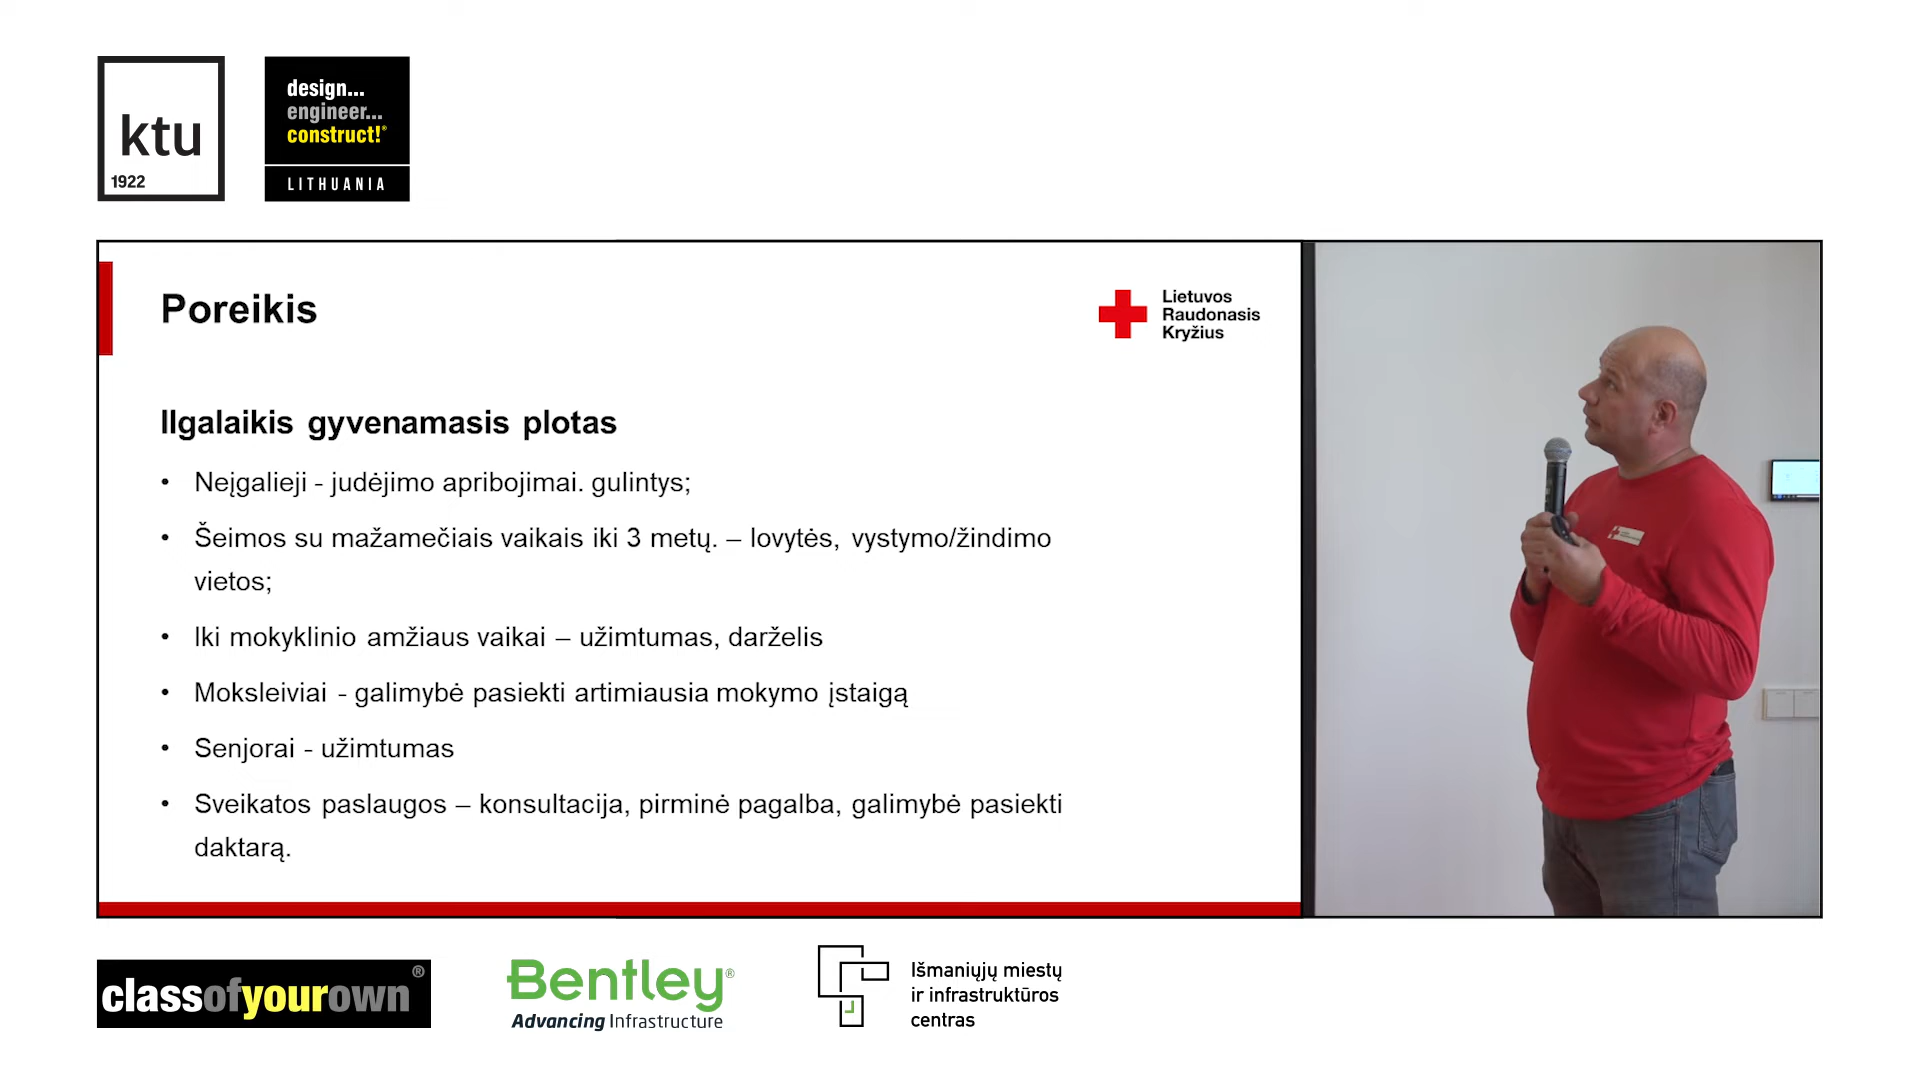 ktu
1922
design...
engineer...
construct!®
LITHUANIA
Poreikis
Lietuvos
Raudonasis
Kryžius
Ilgalaikis gyvenamasis plotas
• Neįgalieji - judėjimo apribojimai. gulintys;
• Šeimos su mažamečiais vaikais iki 3 metų. – lovytės, vystymo/žindimo
vietos;
• Iki mokyklinio amžiaus vaikai – užimtumas, darželis
• Moksleiviai - galimybė pasiekti artimiausia mokymo įstaigą
• Senjorai - užimtumas
• Sveikatos paslaugos – konsultacija, pirminė pagalba, galimybė pasiekti
daktarą.
classofyourown®
Bentley®
Advancing Infrastructure
Išmaniųjų miestų
ir infrastruktūros
centras